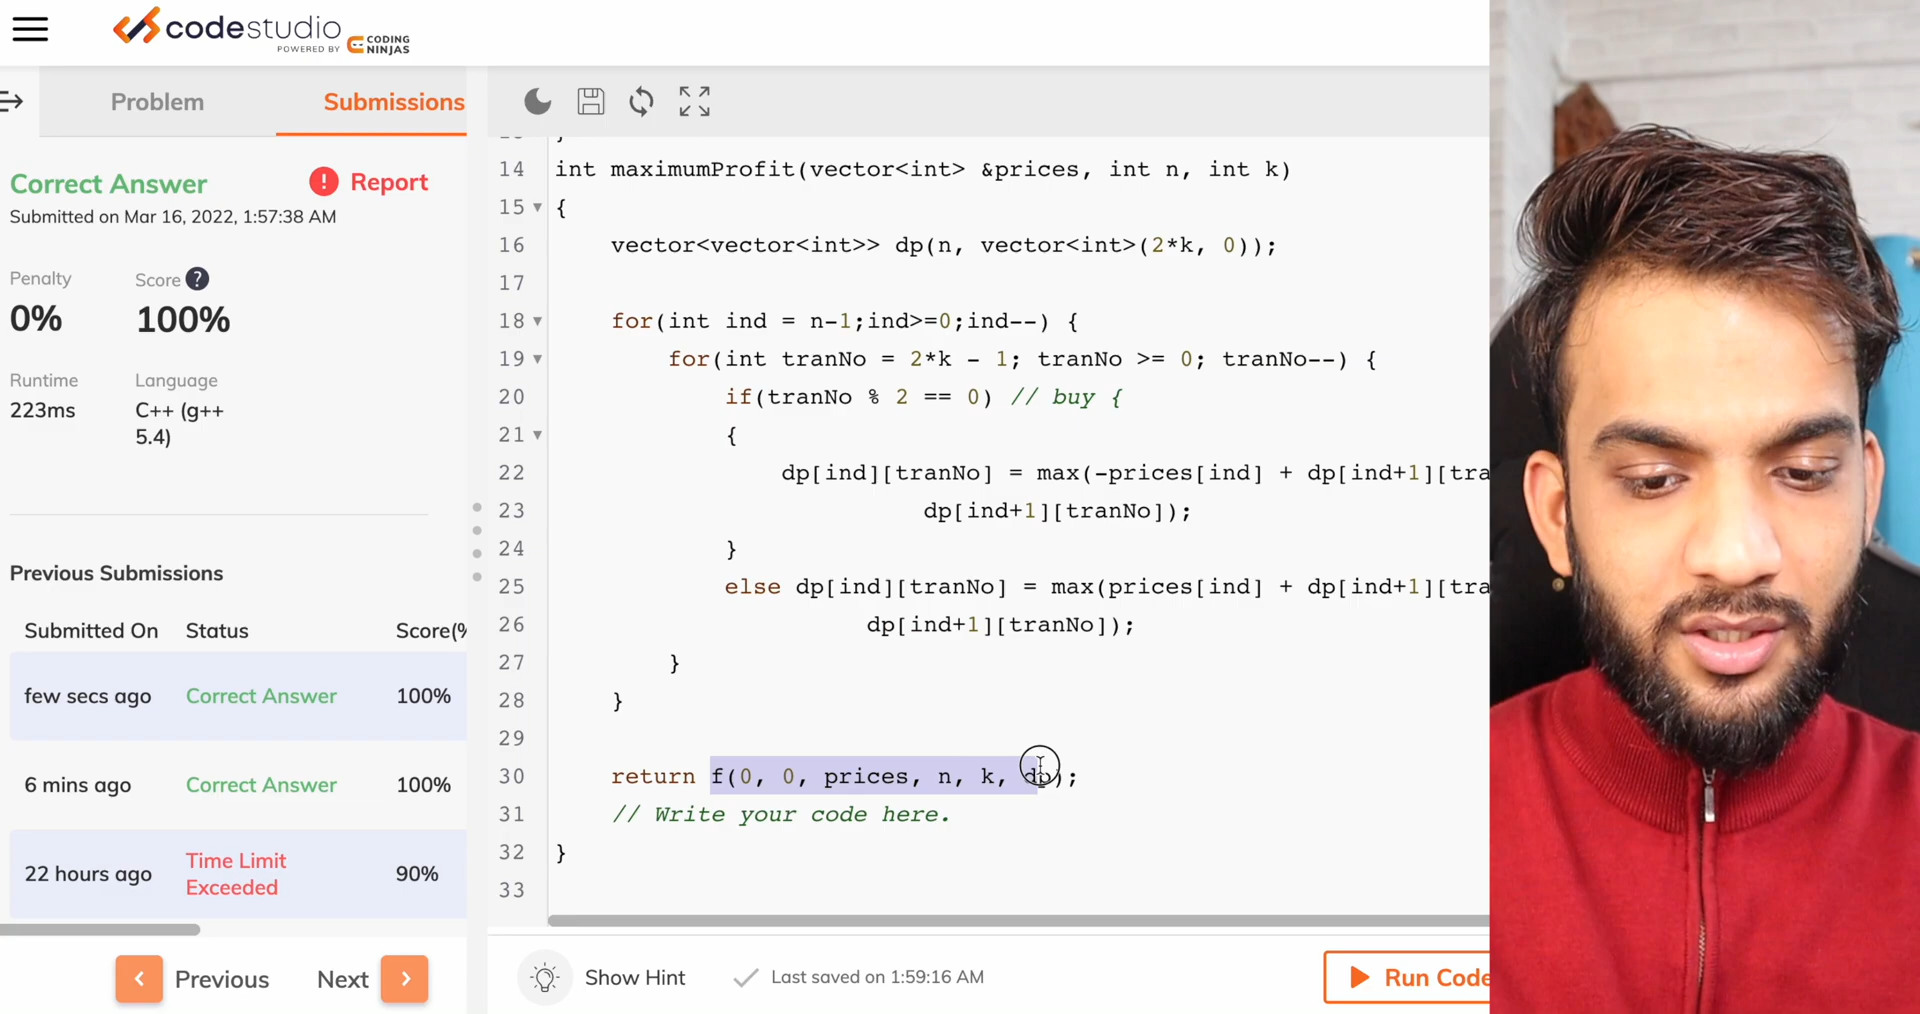 codestudio
POWERED BY CODING NINJAS
Problem
Submissions
Correct Answer
Report
Submitted on Mar 16, 2022, 1:57:38 AM
Penalty
Score ?
0%
100%
Runtime
Language
223ms
C++ (g++ 5.4)
Previous Submissions
Submitted On Status Score(%
few secs ago Correct Answer 100%
6 mins ago Correct Answer 100%
22 hours ago Time Limit Exceeded 90%
Previous
Next
14 int maximumProfit(vector<int> &prices, int n, int k)
15 {
16 vector<vector<int>> dp(n, vector<int>(2*k, 0));
17
18 for(int ind = n-1;ind>=0;ind--) {
19 for(int tranNo = 2*k - 1; tranNo >= 0; tranNo--) {
20 if(tranNo % 2 == 0) // buy {
21 {
22 dp[ind][tranNo] = max(-prices[ind] + dp[ind+1][tra
23 dp[ind+1][tranNo]);
24 }
25 else dp[ind][tranNo] = max(prices[ind] + dp[ind+1][tra
26 dp[ind+1][tranNo]);
27 }
28 }
29
30 return f(0, 0, prices, n, k, dp);
31 // Write your code here.
32 }
33
Show Hint
Last saved on 1:59:16 AM
Run Code